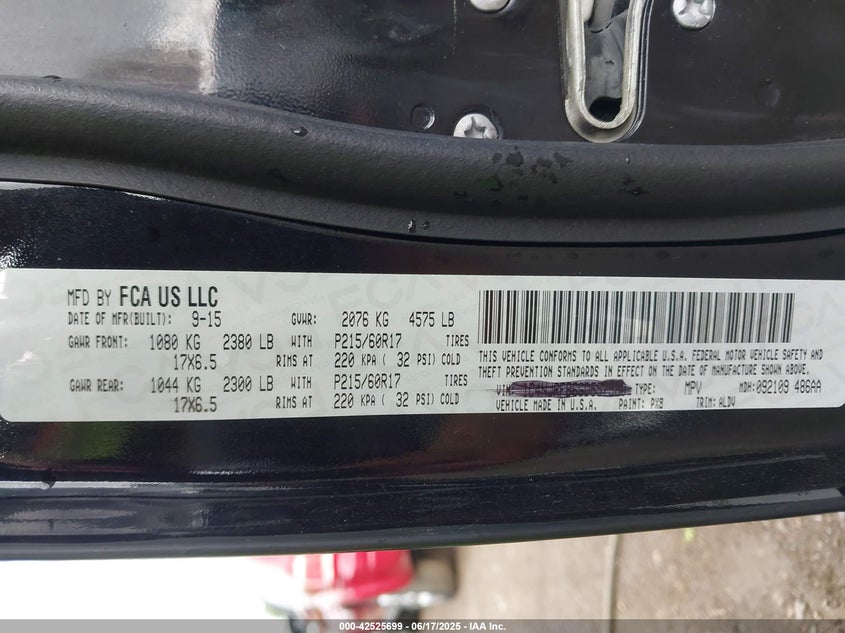 MFD BY FCA US LLC
DATE OF MFR(BUILT): 9-15 GVWR: 2076 KG 4575 LB
GAWR FRONT: 1080 KG 2380 LB WITH P215/60R17 TIRES
17X6.5 RIMS AT 220 KPA ( 32 PSI) COLD
GAWR REAR: 1044 KG 2300 LB WITH P215/60R17 TIRES
17X6.5 RIMS AT 220 KPA ( 32 PSI) COLD
THIS VEHICLE CONFORMS TO ALL APPLICABLE U.S.A. FEDERAL MOTOR VEHICLE SAFETY AND
THEFT PREVENTION STANDARDS IN EFFECT ON THE DATE OF MANUFACTURE SHOWN ABOVE.
TYPE: MPV MDH: 092109 486AA
VEHICLE MADE IN U.S.A. PAINT: PX8 TRIM: ALDV
000-42525699 - 06/17/2025 - IAA Inc.